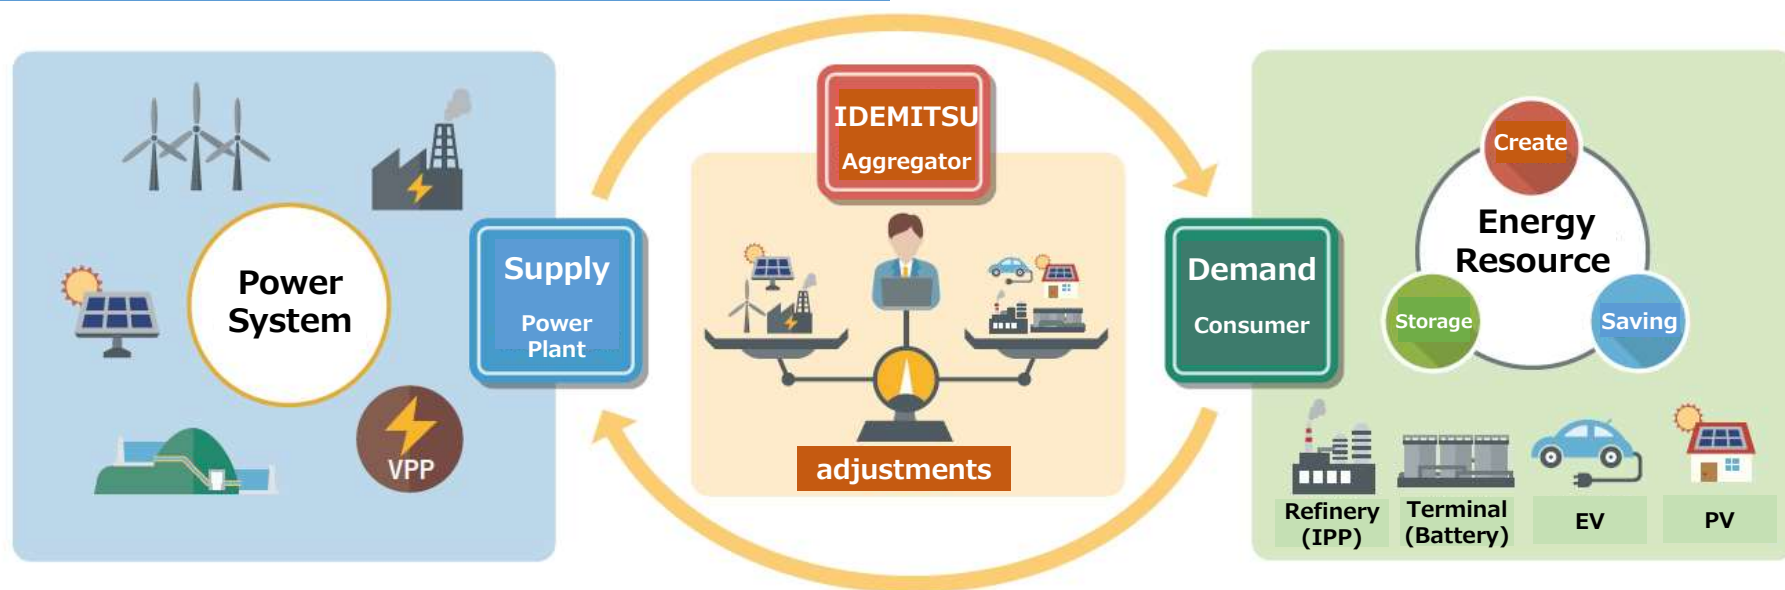 Power
System
VPP
Supply
Power
Plant
IDEMITSU
Aggregator
adjustments
Demand
Consumer
Create
Energy
Resource
Storage
Saving
Refinery
(IPP)
Terminal
(Battery)
EV
PV